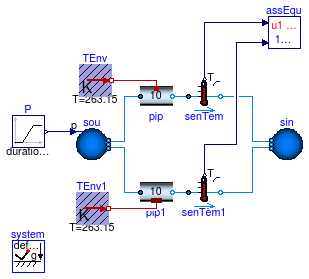 assEqu
u1 ...
1...
TEnv
K
T=263.15
10
pip
T
senTem
P
duratio...
p
sou
sin
TEnv1
K
T=263.15
10
pip1
T
senTem1
system
def...
g